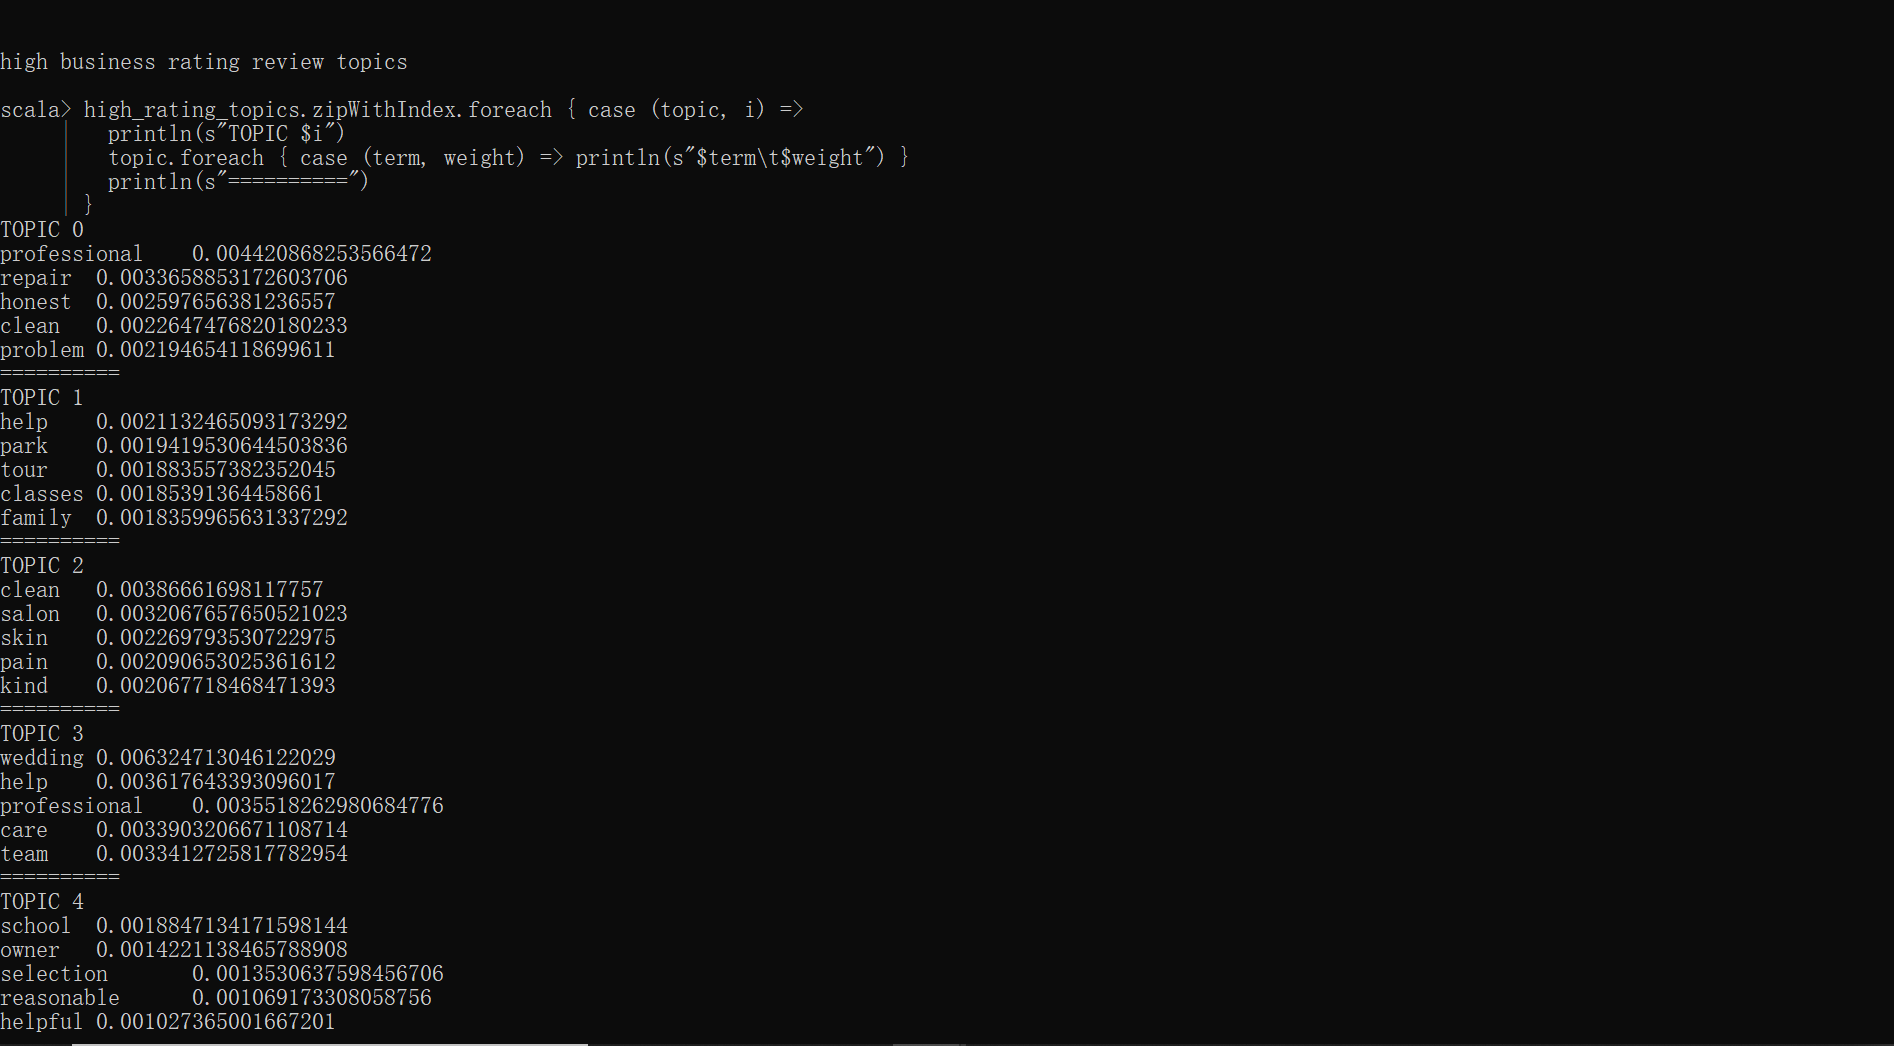 high business rating review topics
scala> high_rating_topics.zipWithIndex.foreach { case (topic, i) =>
| println(s"TOPIC $i")
| topic.foreach { case (term, weight) => println(s"$term\t$weight") }
| println(s"==========")
| }
TOPIC 0
professional 0.004420868253566472
repair 0.0033658853172603706
honest 0.002597656381236557
clean 0.0022647476820180233
problem 0.002194654118699611
==========
TOPIC 1
help 0.0021132465093173292
park 0.0019419530644503836
tour 0.001883557382352045
classes 0.00185391364458661
family 0.0018359965631337292
==========
TOPIC 2
clean 0.00386661698117757
salon 0.0032067657650521023
skin 0.002269793530722975
pain 0.002090653025361612
kind 0.002067718468471393
==========
TOPIC 3
wedding 0.006324713046122029
help 0.003617643393096017
professional 0.0035518262980684776
care 0.0033903206671108714
team 0.0033412725817782954
==========
TOPIC 4
school 0.0018847134171598144
owner 0.0014221138465788908
selection 0.0013530637598456706
reasonable 0.001069173308058756
helpful 0.001027365001667201